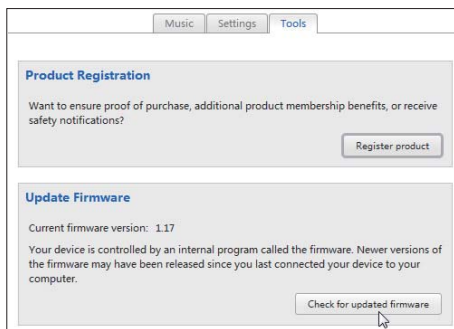 Music Settings Tools
Product Registration
Want to ensure proof of purchase, additional product membership benefits, or receive
safety notifications?
Register product
Update Firmware
Current firmware version: 1.17
Your device is controlled by an internal program called the firmware. Newer versions of
the firmware may have been released since you last connected your device to your
computer.
Check for updated firmware